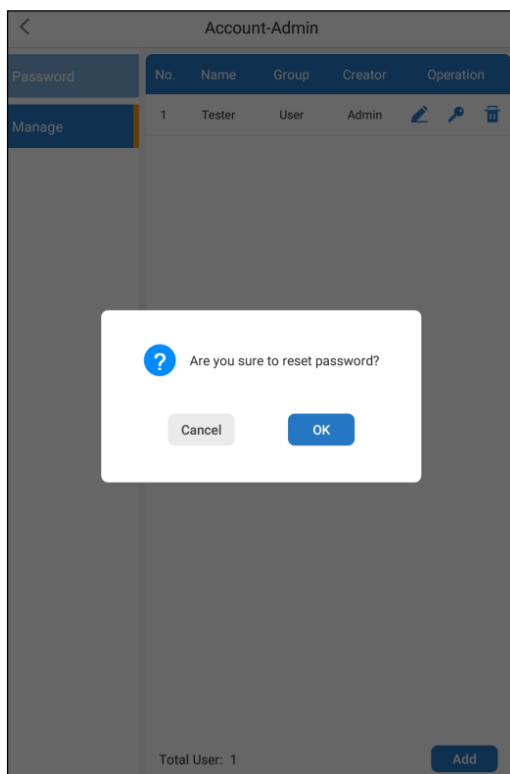 Account-Admin
Password
Manage
No. Name Group Creator Operation
1 Tester User Admin
? Are you sure to reset password?
Cancel OK
Total User: 1 Add